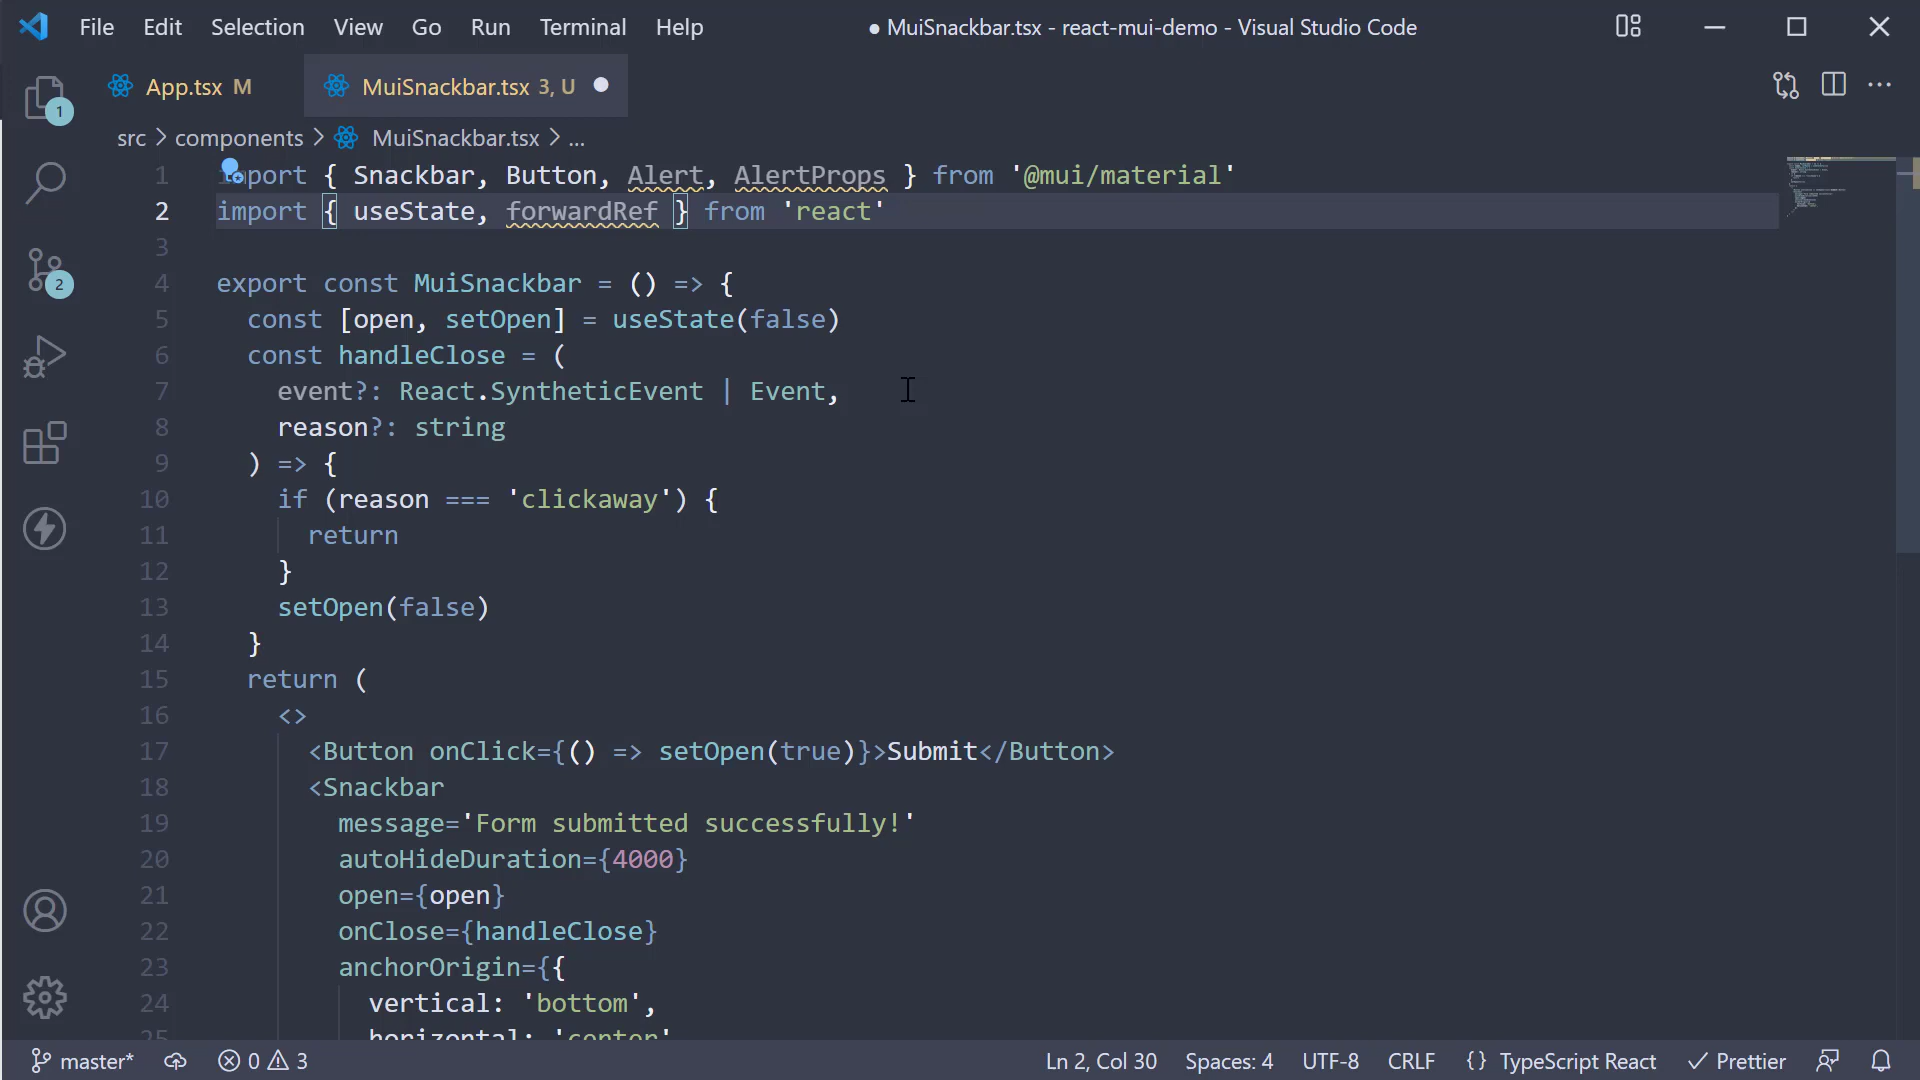 File Edit Selection View Go Run Terminal Help
● MuiSnackbar.tsx - react-mui-demo - Visual Studio Code
App.tsx M
MuiSnackbar.tsx 3, U
src > components > MuiSnackbar.tsx > ...
1
2
1 import { Snackbar, Button, Alert, AlertProps } from '@mui/material'
2 import { useState, forwardRef } from 'react'
3
4 export const MuiSnackbar = () => {
5 const [open, setOpen] = useState(false)
6 const handleClose = (
7 event?: React.SyntheticEvent | Event,
8 reason?: string
9 ) => {
10 if (reason === 'clickaway') {
11 return
12 }
13 setOpen(false)
14 }
15 return (
16 <>
17 <Button onClick={() => setOpen(true)}>Submit</Button>
18 <Snackbar
19 message='Form submitted successfully!'
20 autoHideDuration={4000}
21 open={open}
22 onClose={handleClose}
23 anchorOrigin={{
24 vertical: 'bottom',
25 horizontal: 'center'
master* 0 3 Ln 2, Col 30 Spaces: 4 UTF-8 CRLF {} TypeScript React ✓ Prettier